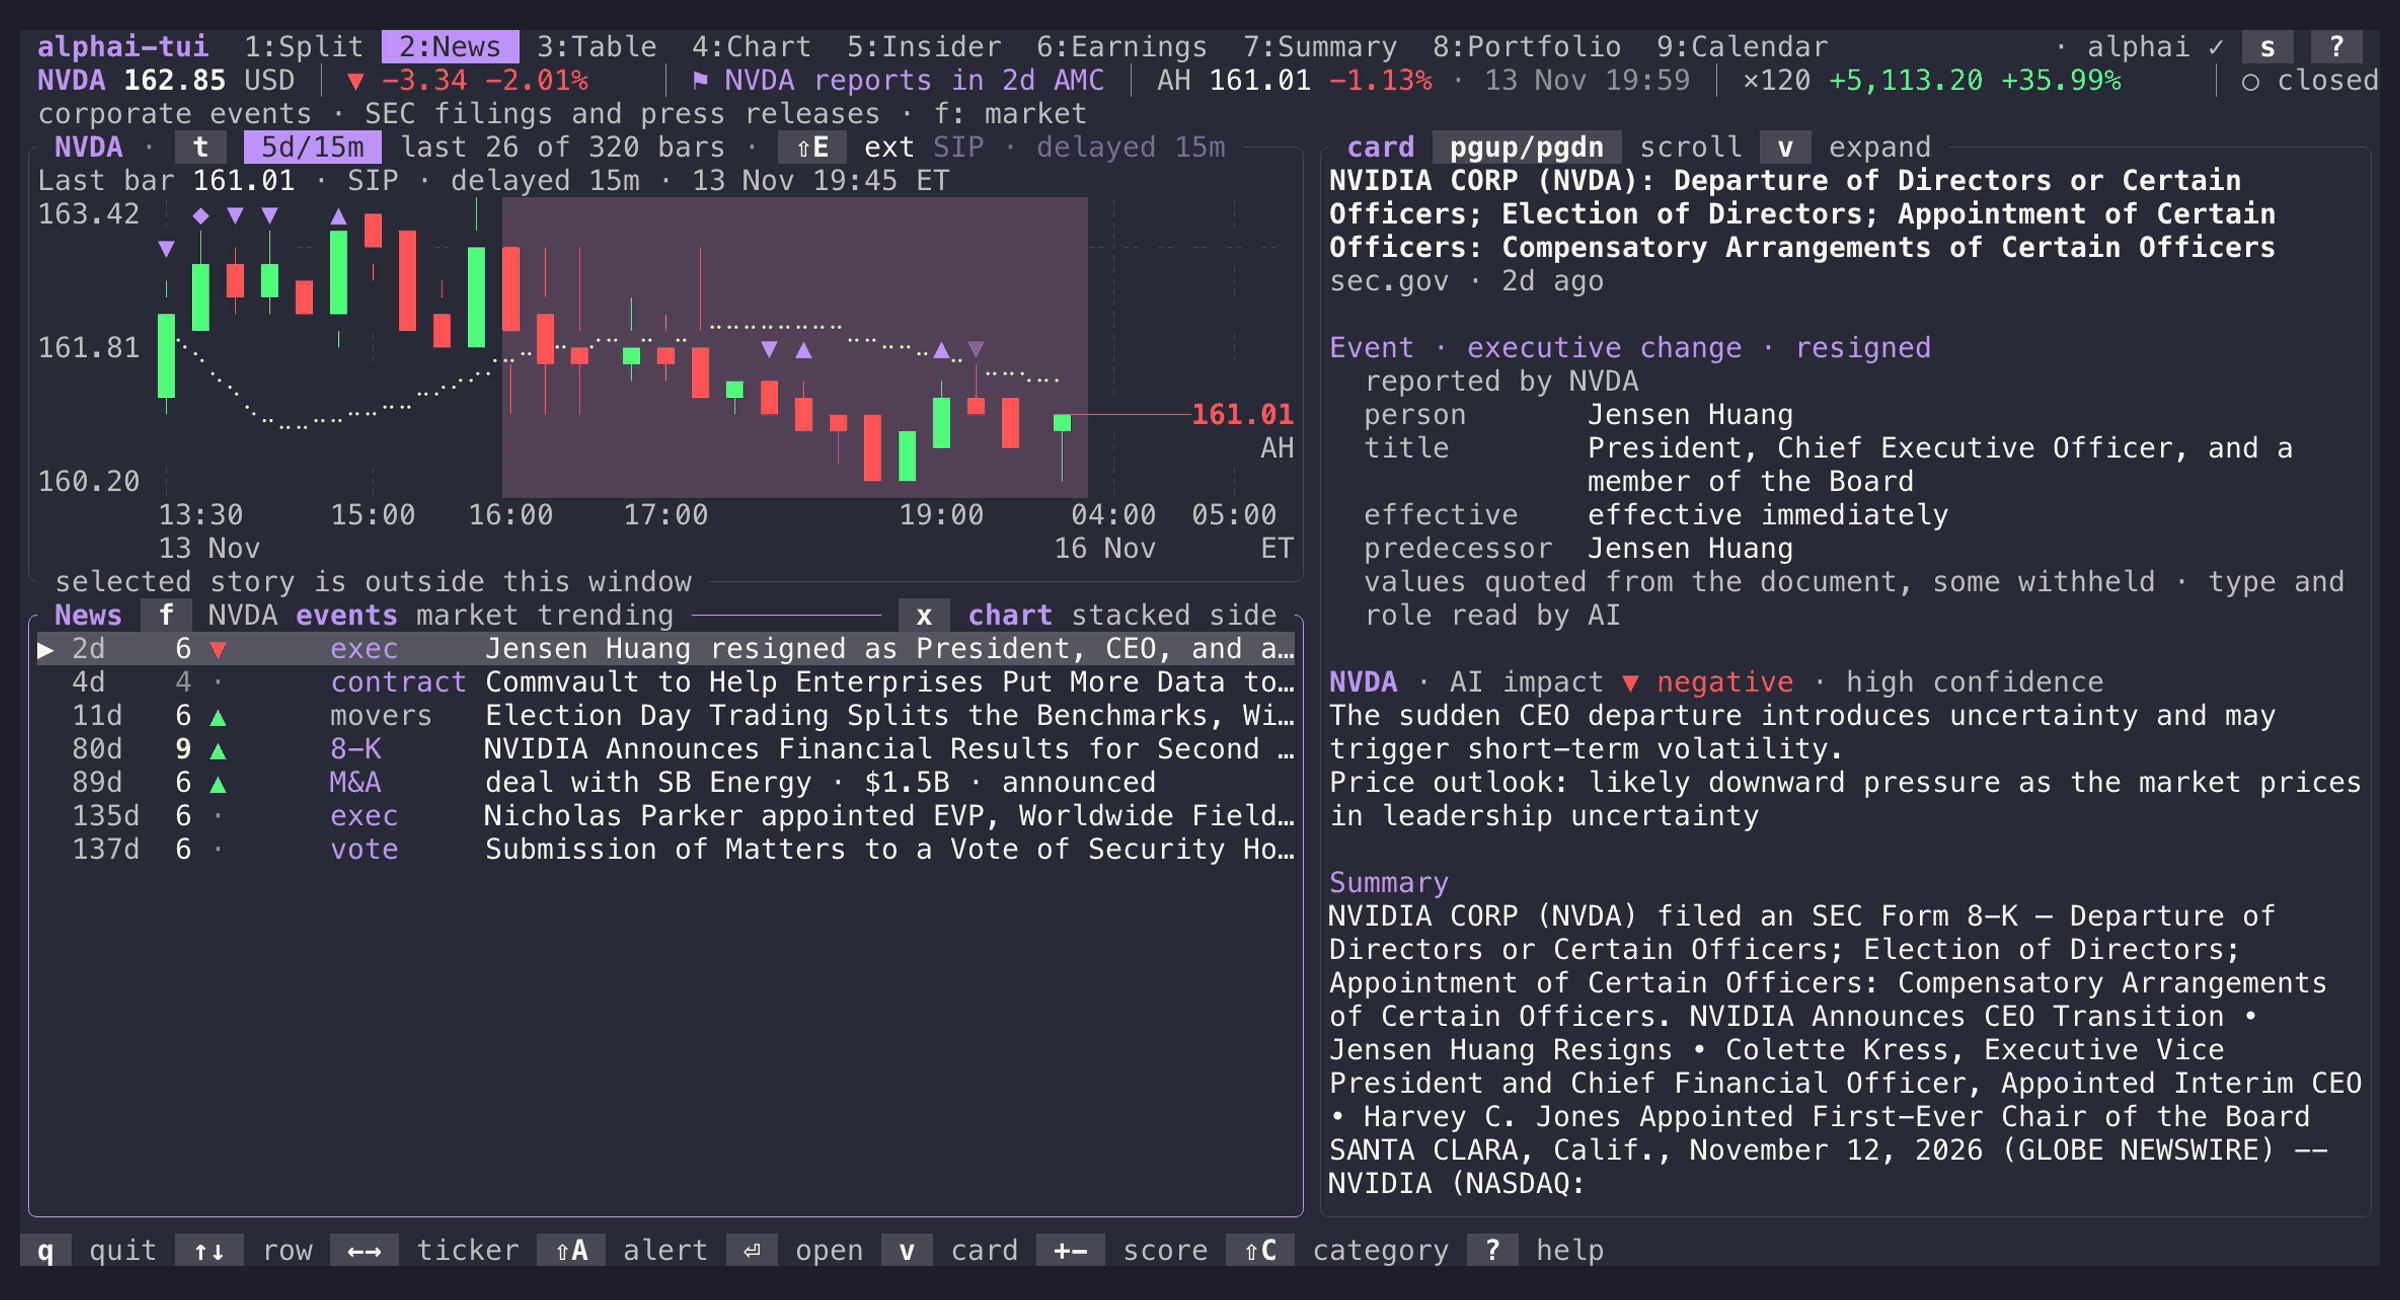 alphai-tui 1:Split 2:News 3:Table 4:Chart 5:Insider 6:Earnings 7:Summary 8:Portfolio 9:Calendar · alphai ✓ s ?
NVDA 162.85 USD │ ▼ −3.34 −2.01% │ ⚑ NVDA reports in 2d AMC │ AH 161.01 −1.13% · 13 Nov 19:59 │ ×120 +5,113.20 +35.99% │ ○ closed
corporate events · SEC filings and press releases · f: market
NVDA · t 5d/15m last 26 of 320 bars · ⇧E ext SIP · delayed 15m
Last bar 161.01 · SIP · delayed 15m · 13 Nov 19:45 ET
163.42
161.81
161.01
AH
160.20
13:30 15:00 16:00 17:00 19:00 04:00 05:00
13 Nov 16 Nov ET
selected story is outside this window
News f NVDA events market trending x chart stacked side
▶ 2d 6 ▼ exec Jensen Huang resigned as President, CEO, and a…
4d 4 · contract Commvault to Help Enterprises Put More Data to…
11d 6 ▲ movers Election Day Trading Splits the Benchmarks, Wi…
80d 9 ▲ 8-K NVIDIA Announces Financial Results for Second …
89d 6 ▲ M&A deal with SB Energy · $1.5B · announced
135d 6 · exec Nicholas Parker appointed EVP, Worldwide Field…
137d 6 · vote Submission of Matters to a Vote of Security Ho…
card pgup/pgdn scroll v expand
NVIDIA CORP (NVDA): Departure of Directors or Certain
Officers; Election of Directors; Appointment of Certain
Officers: Compensatory Arrangements of Certain Officers
sec.gov · 2d ago
Event · executive change · resigned
reported by NVDA
person Jensen Huang
title President, Chief Executive Officer, and a
member of the Board
effective effective immediately
predecessor Jensen Huang
values quoted from the document, some withheld · type and
role read by AI
NVDA · AI impact ▼ negative · high confidence
The sudden CEO departure introduces uncertainty and may
trigger short-term volatility.
Price outlook: likely downward pressure as the market prices
in leadership uncertainty
Summary
NVIDIA CORP (NVDA) filed an SEC Form 8-K — Departure of
Directors or Certain Officers; Election of Directors;
Appointment of Certain Officers: Compensatory Arrangements
of Certain Officers. NVIDIA Announces CEO Transition •
Jensen Huang Resigns • Colette Kress, Executive Vice
President and Chief Financial Officer, Appointed Interim CEO
• Harvey C. Jones Appointed First-Ever Chair of the Board
SANTA CLARA, Calif., November 12, 2026 (GLOBE NEWSWIRE) --
NVIDIA (NASDAQ:
q quit ↑↓ row ←→ ticker ⇧A alert ⏎ open v card +− score ⇧C category ? help